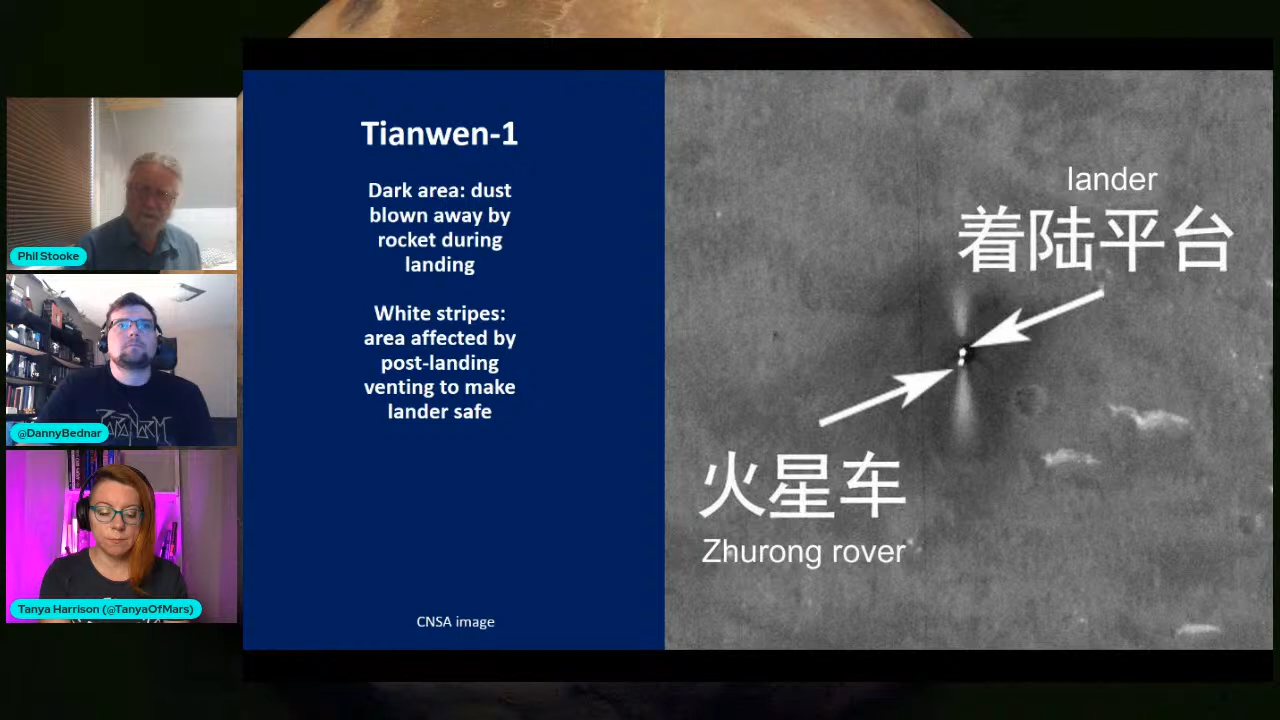 Phil Stooke
@DannyBednar
Tanya Harrison (@TanyaOfMars)
Tianwen-1
Dark area: dust
blown away by
rocket during
landing
White stripes:
area affected by
post-landing
venting to make
lander safe
CNSA image
lander
着陆平台
火星车
Zhurong rover